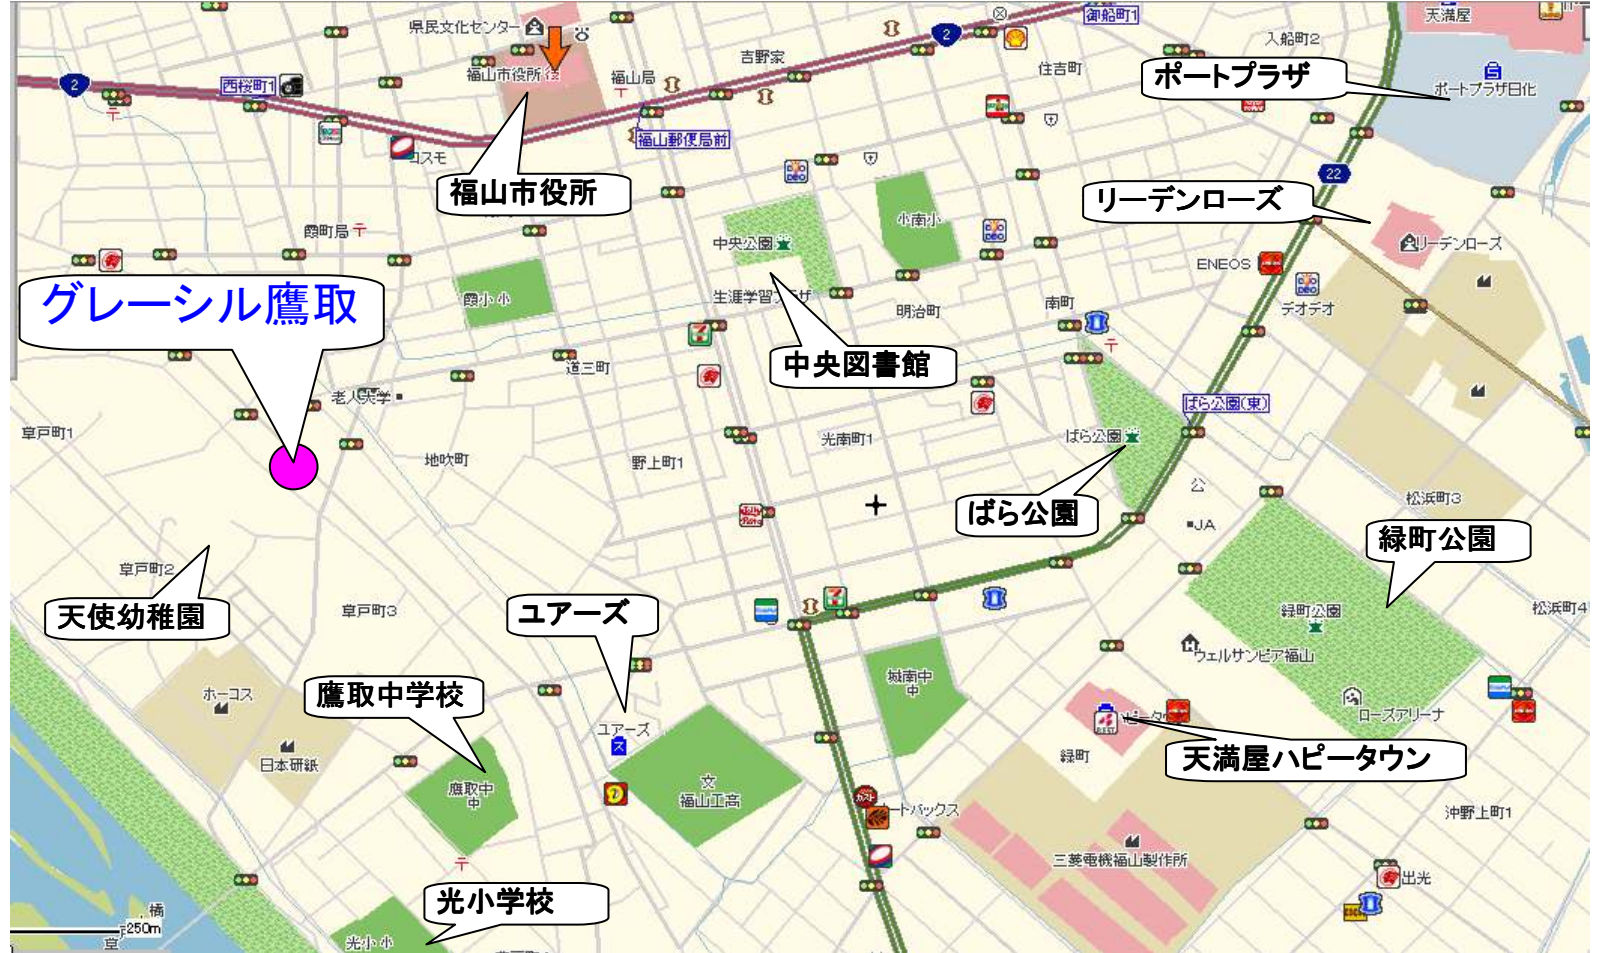 県民文化センター
御船町1
天満屋
2
入船町2
吉野家
住吉町
ポートプラザ
福山市役所
福山局
2
西桜町1
ポートプラザ日化
福山郵便局前
コスモ
22
福山市役所
リーデンローズ
小南小
霞町局
中央公園
リーデンローズ
ENEOS
グレーシル鷹取
霞小 小
生涯学習プラザ
明治町
南町
デオデオ
中央図書館
道三町
老人大学
ばら公園(東)
草戸町1
光南町1
ばら公園
地吹町
野上町1
松浜町3
ばら公園
公
JA
緑町公園
草戸町2
天使幼稚園
草戸町3
ユアーズ
緑町公園
松浜町4
ウェルサンピア福山
城南中
中
ホーコス
鷹取中学校
ローズアリーナ
ユアーズ
緑町
天満屋ハピータウン
日本研紙
鷹取中
中
文
福山工高
オートバックス
沖野上町1
三菱電機福山製作所
出光
光小学校
橋
250m
草
光小 小